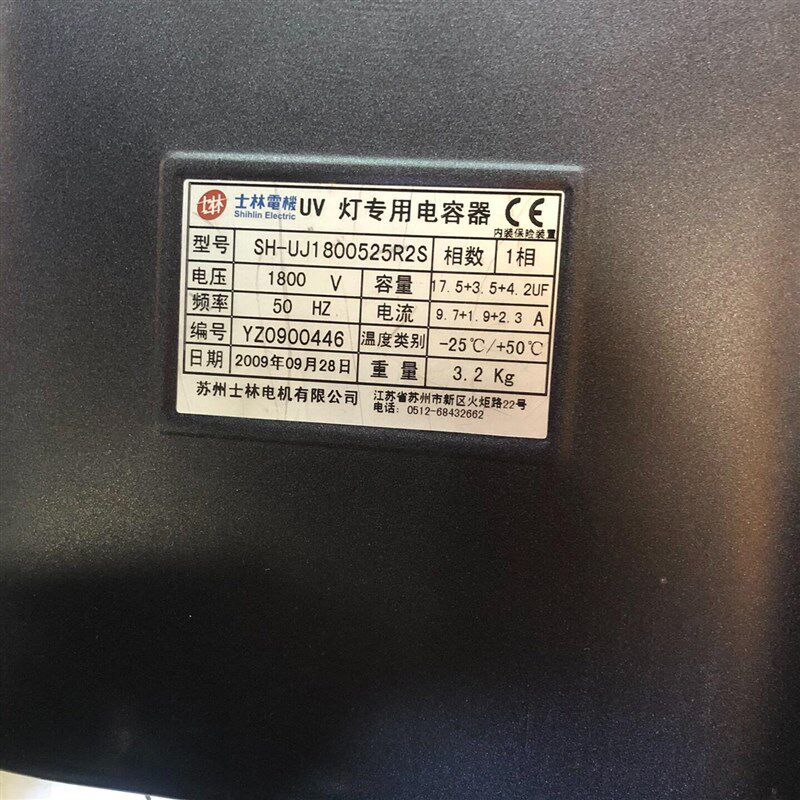 士林 士林電機 UV 灯专用电容器 CE
Shihlin Electric 内装保险装置
型号 SH-UJ1800525R2S 相数 1相
电压 1800 V 容量 17.5+3.5+4.2UF
频率 50 HZ 电流 9.7+1.9+2.3 A
编号 YZ0900446 温度类别 -25℃/+50℃
日期 2009年09月28日 重量 3.2 Kg
苏州士林电机有限公司 江苏省苏州市新区火炬路22号
电话: 0512-68432662